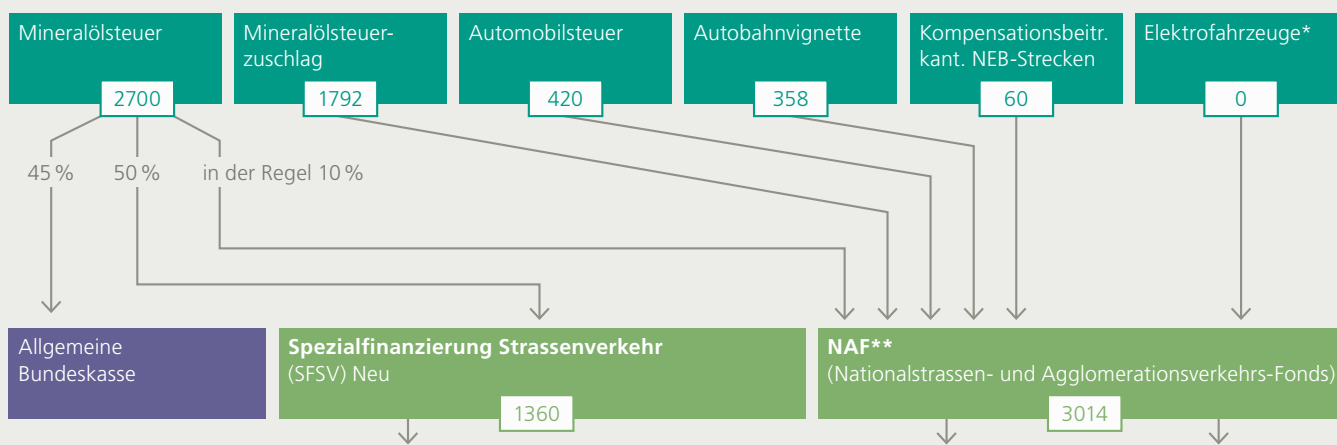 Mineralölsteuer
2700
Mineralölsteuer-
zuschlag
1792
Automobilsteuer
420
Autobahnvignette
358
Kompensationsbeitr.
kant. NEB-Strecken
60
Elektrofahrzeuge*
0
45 %
50 %
in der Regel 10 %
Allgemeine
Bundeskasse
Spezialfinanzierung Strassenverkehr
(SFSV) Neu
1360
NAF**
(Nationalstrassen- und Agglomerationsverkehrs-Fonds)
3014